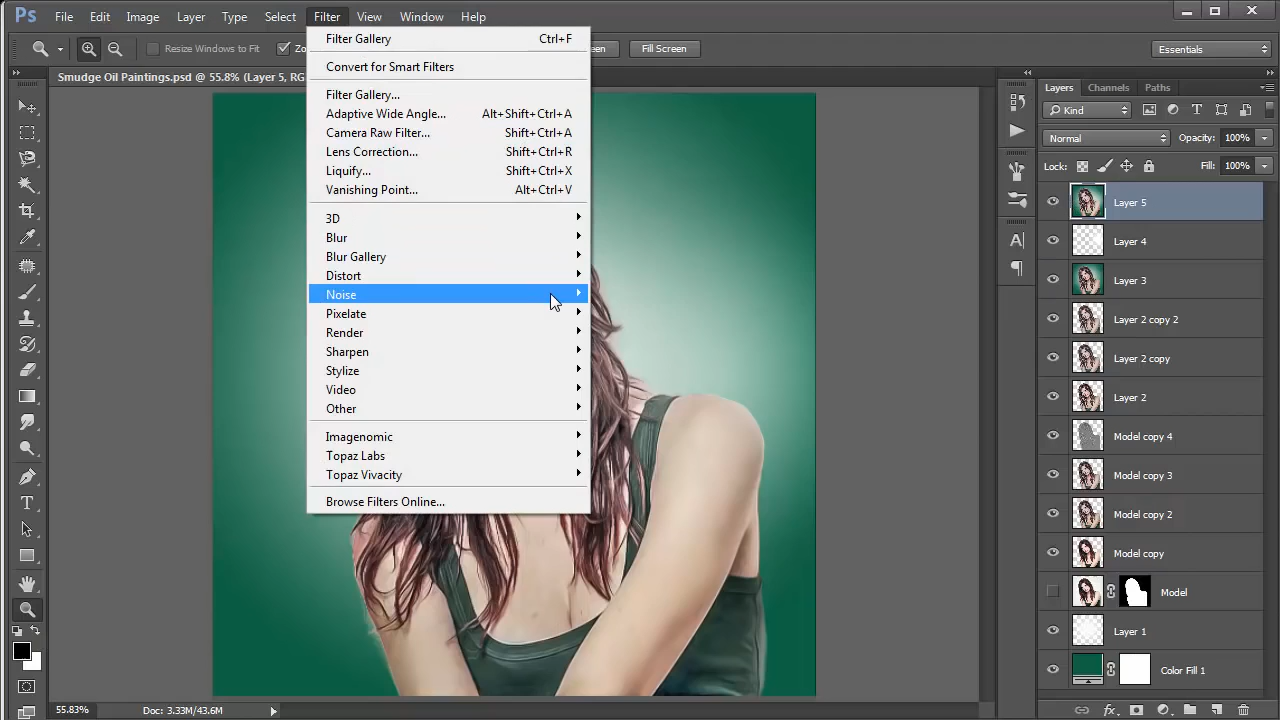 Ps File Edit Image Layer Type Select Filter View Window Help
Resize Windows to Fit Zo een Fill Screen Essentials
Smudge Oil Paintings.psd @ 55.8% (Layer 5, RG
Filter Gallery Ctrl+F
Convert for Smart Filters
Filter Gallery...
Adaptive Wide Angle... Alt+Shift+Ctrl+A
Camera Raw Filter... Shift+Ctrl+A
Lens Correction... Shift+Ctrl+R
Liquify... Shift+Ctrl+X
Vanishing Point... Alt+Ctrl+V
3D
Blur
Blur Gallery
Distort
Noise
Pixelate
Render
Sharpen
Stylize
Video
Other
Imagenomic
Topaz Labs
Topaz Vivacity
Browse Filters Online...
Layers Channels Paths
Kind
Normal Opacity: 100%
Lock: Fill: 100%
Layer 5
Layer 4
Layer 3
Layer 2 copy 2
Layer 2 copy
Layer 2
Model copy 4
Model copy 3
Model copy 2
Model copy
Model
Layer 1
Color Fill 1
55.83% Doc: 3.33M/43.6M